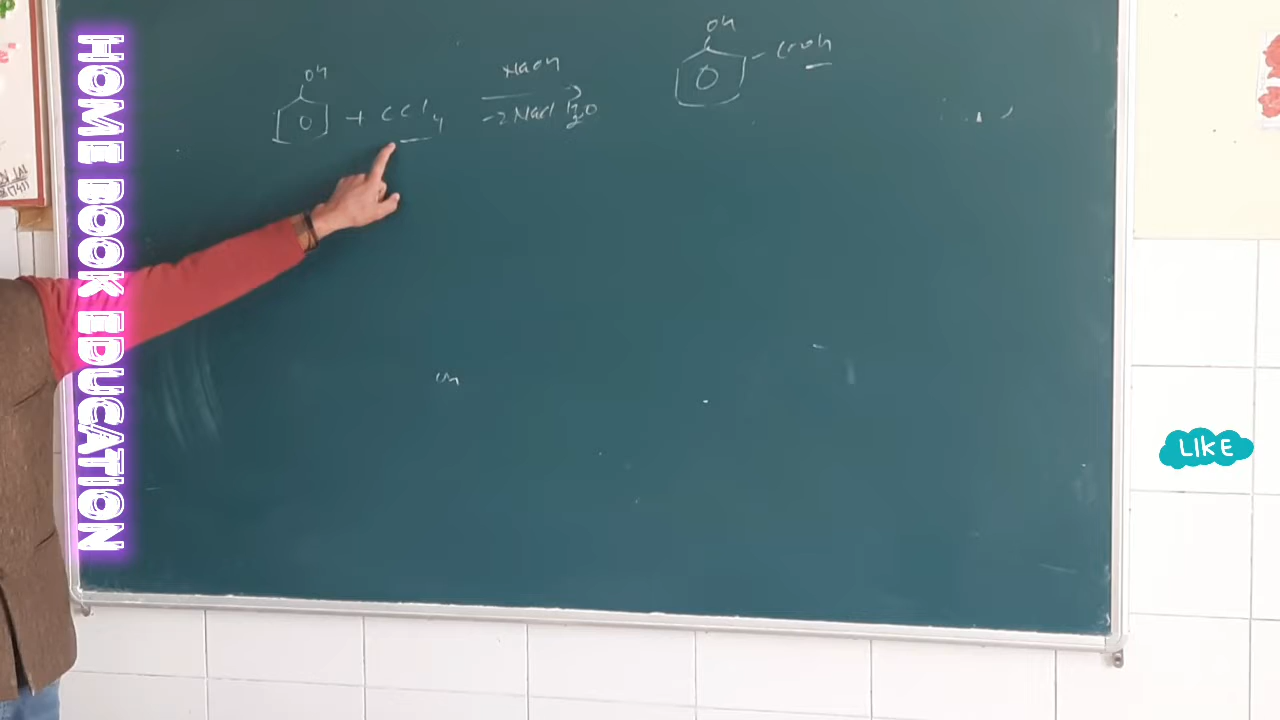 HOME BOOK EDUCATION
OH
+ CCl4
NaOH
-2 NaCl H2O
OH
COOH
LIKE